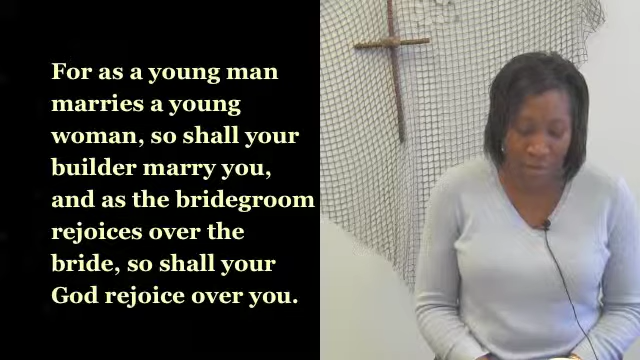 For as a young man
marries a young
woman, so shall your
builder marry you,
and as the bridegroom
rejoices over the
bride, so shall your
God rejoice over you.